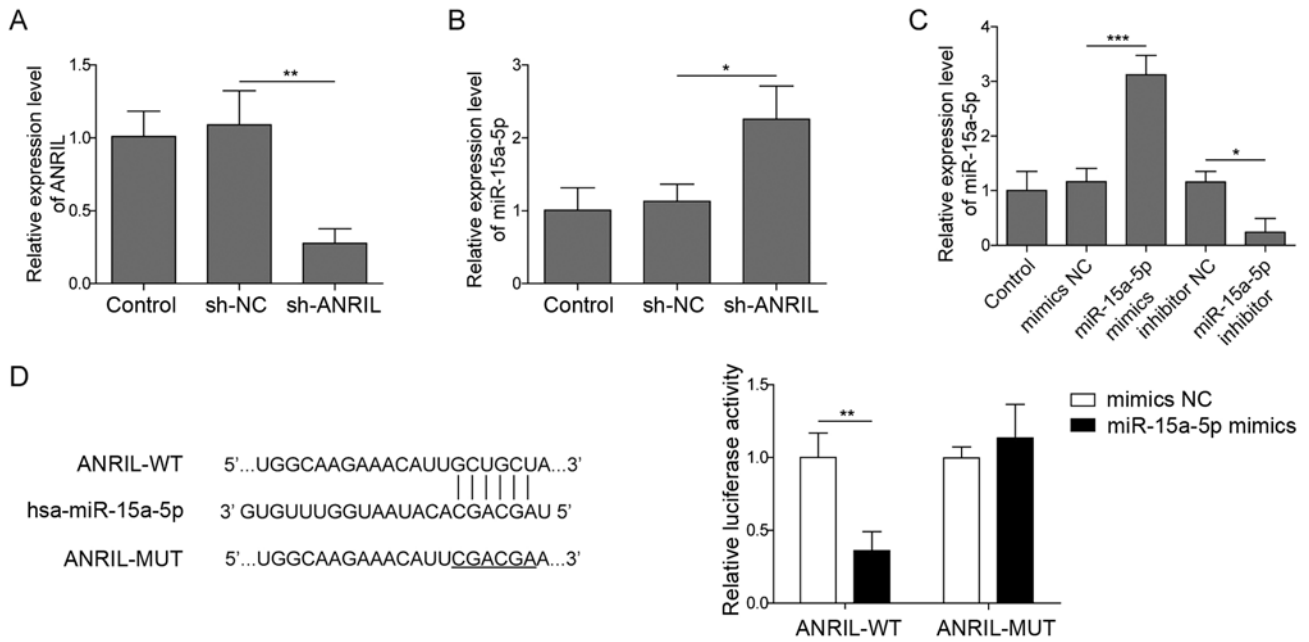 A
Relative expression level
of ANRIL
1.5
1.0
0.5
0.0
**
Control
sh-NC
sh-ANRIL
B
Relative expression level
of miR-15a-5p
3
2
1
0
*
Control
sh-NC
sh-ANRIL
C
Relative expression level
of miR-15a-5p
4
3
2
1
0
***
*
Control
mimics NC
miR-15a-5p
mimics
inhibitor NC
miR-15a-5p
inhibitor
D
ANRIL-WT 5’...UGGCAAGAAACAUUGCUGCUA...3’
hsa-miR-15a-5p 3’ GUGUUUGGUAAUACACGACGAU 5’
ANRIL-MUT 5’...UGGCAAGAAACAUUCGACGAA...3’
Relative luciferase activity
1.5
1.0
0.5
0.0
**
ANRIL-WT
ANRIL-MUT
mimics NC
miR-15a-5p mimics